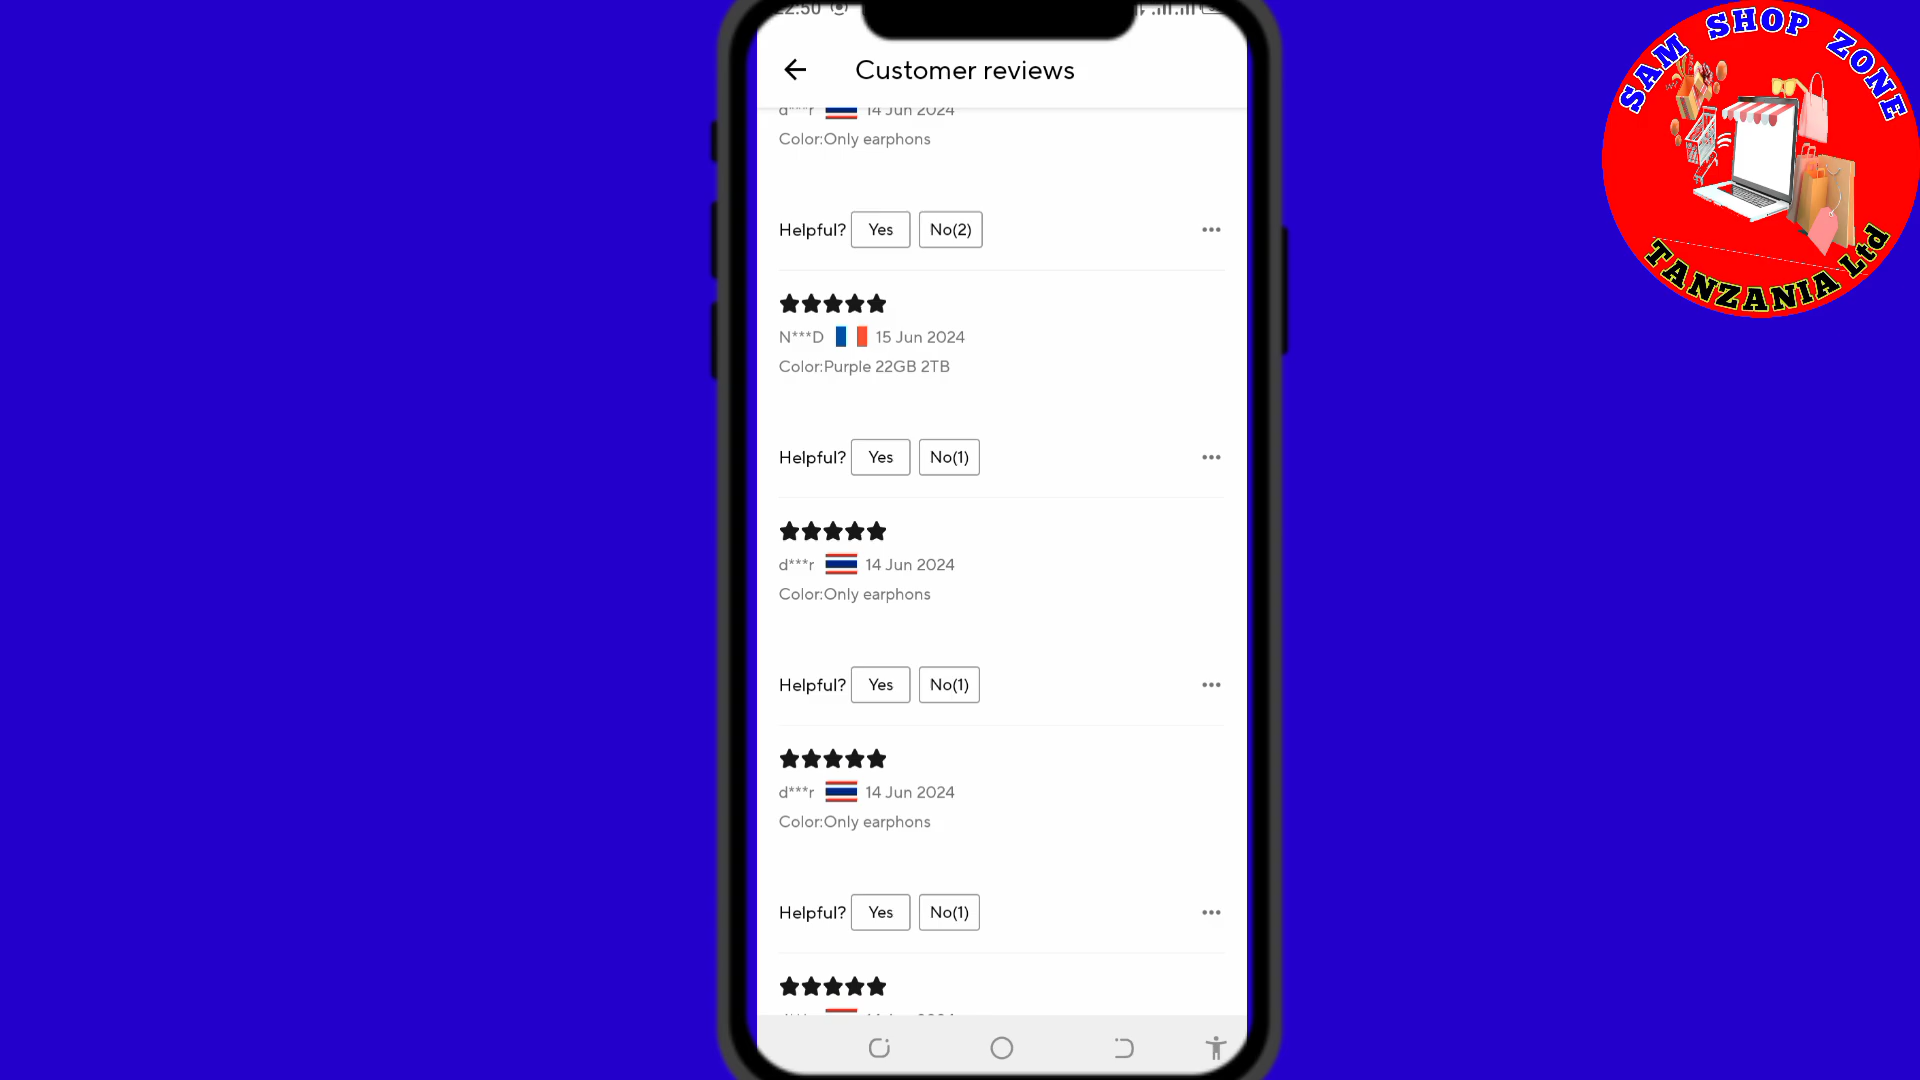 22:50
SAM SHOP ZONE
Customer reviews
d***r 14 Jun 2024
Color:Only earphons
Helpful? Yes No(2)
N***D 15 Jun 2024
Color:Purple 22GB 2TB
TANZANIA Ltd
Helpful? Yes No(1)
d***r 14 Jun 2024
Color:Only earphons
Helpful? Yes No(1)
d***r 14 Jun 2024
Color:Only earphons
Helpful? Yes No(1)